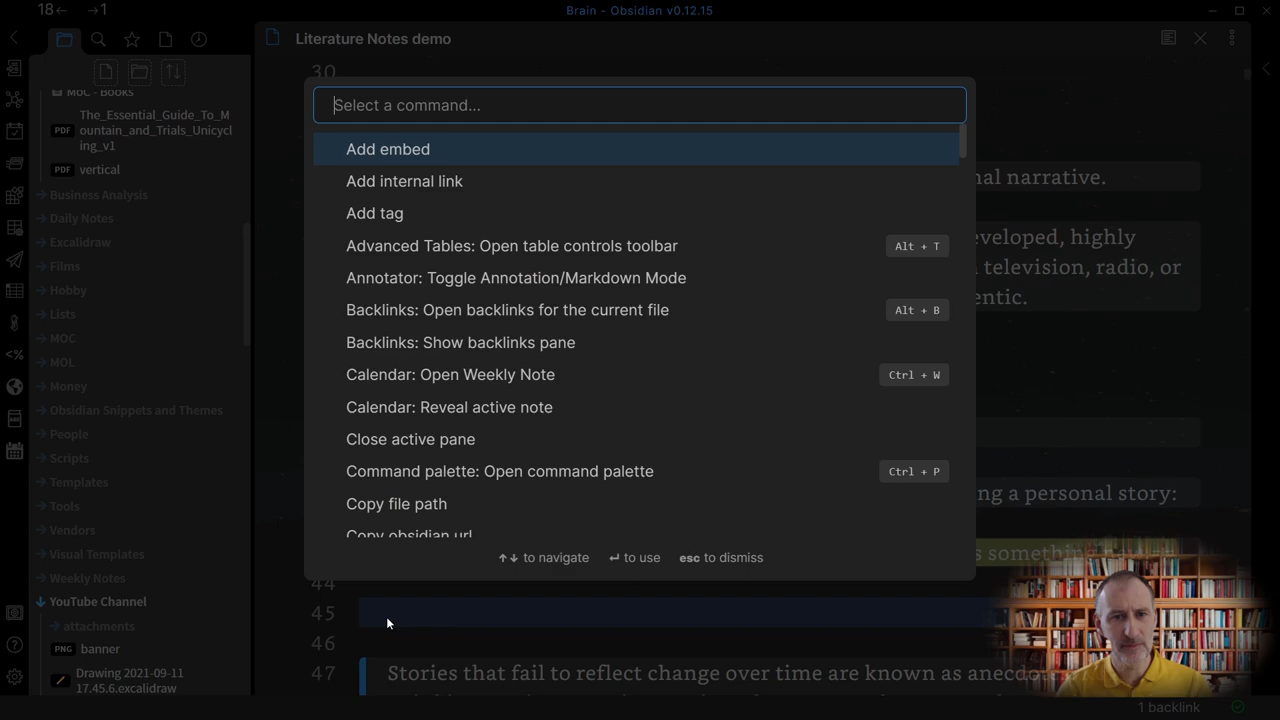 18← →1
Brain - Obsidian v0.12.15
Literature Notes demo
30
MoC - Books
PDF
The_Essential_Guide_To_M
ountain_and_Trials_Unicycl
ing_v1
PDF vertical
Business Analysis
Daily Notes
Excalidraw
Films
Hobby
Lists
MOC
MOL
Money
Obsidian Snippets and Themes
People
Scripts
Templates
Tools
Vendors
Visual Templates
Weekly Notes
YouTube Channel
attachments
PNG banner
Drawing 2021-09-11
17.45.6.excalidraw
Select a command...
Add embed
Add internal link
Add tag
Advanced Tables: Open table controls toolbar Alt + T
Annotator: Toggle Annotation/Markdown Mode
Backlinks: Open backlinks for the current file Alt + B
Backlinks: Show backlinks pane
Calendar: Open Weekly Note Ctrl + W
Calendar: Reveal active note
Close active pane
Command palette: Open command palette Ctrl + P
Copy file path
Copy obsidian url
↑↓ to navigate ↵ to use esc to dismiss
nal narrative.
eveloped, highly
television, radio, or
entic.
ng a personal story:
s something
44
45
46
47 Stories that fail to reflect change over time are known as
1 backlink